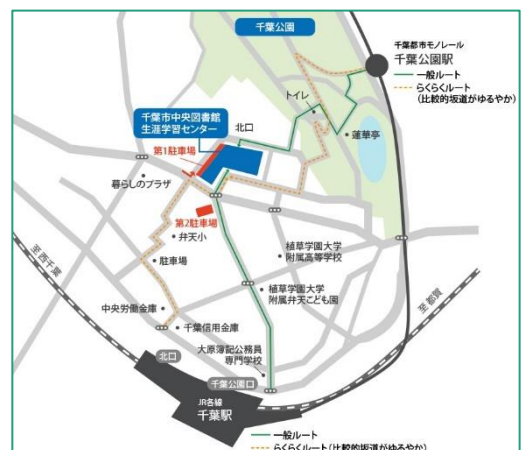 千葉公園
千葉都市モノレール
千葉公園駅
一般ルート
らくらくルート
(比較的坂道がゆるやか)
トイレ
蓮華亭
千葉市中央図書館
生涯学習センター
北口
第1駐車場
暮らしのプラザ
第2駐車場
弁天小
駐車場
植草学園大学
附属高等学校
植草学園大学
附属弁天こども園
至西千葉
至都賀
中央労働金庫
千葉信用金庫
大原簿記公務員
専門学校
北口
千葉公園口
JR各線
千葉駅
一般ルート
らくらくルート(比較的坂道がゆるやか)